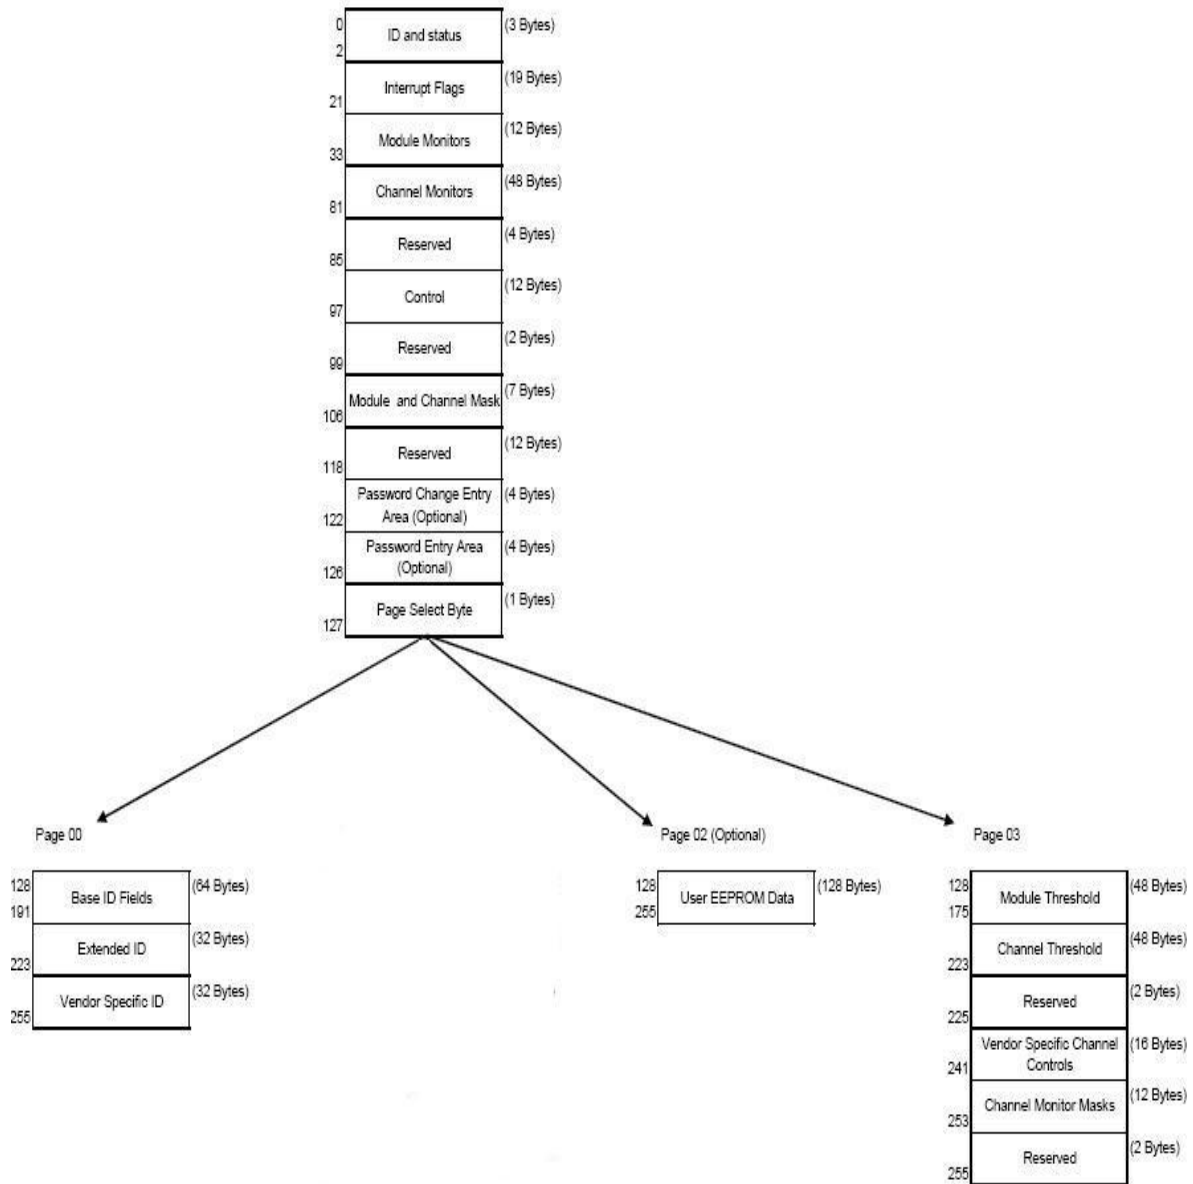 0
ID and status
(3 Bytes)
2
Interrupt Flags
(19 Bytes)
21
Module Monitors
(12 Bytes)
33
Channel Monitors
(48 Bytes)
81
Reserved
(4 Bytes)
85
Control
(12 Bytes)
97
Reserved
(2 Bytes)
99
Module and Channel Mask
(7 Bytes)
106
Reserved
(12 Bytes)
118
Password Change Entry
Area (Optional)
(4 Bytes)
122
Password Entry Area
(Optional)
(4 Bytes)
126
Page Select Byte
(1 Bytes)
127
Page 00
128
Base ID Fields
(64 Bytes)
191
Extended ID
(32 Bytes)
223
Vendor Specific ID
(32 Bytes)
255
Page 02 (Optional)
128
User EEPROM Data
(128 Bytes)
255
Page 03
128
Module Threshold
(48 Bytes)
175
Channel Threshold
(48 Bytes)
223
Reserved
(2 Bytes)
225
Vendor Specific Channel
Controls
(16 Bytes)
241
Channel Monitor Masks
(12 Bytes)
253
Reserved
(2 Bytes)
255